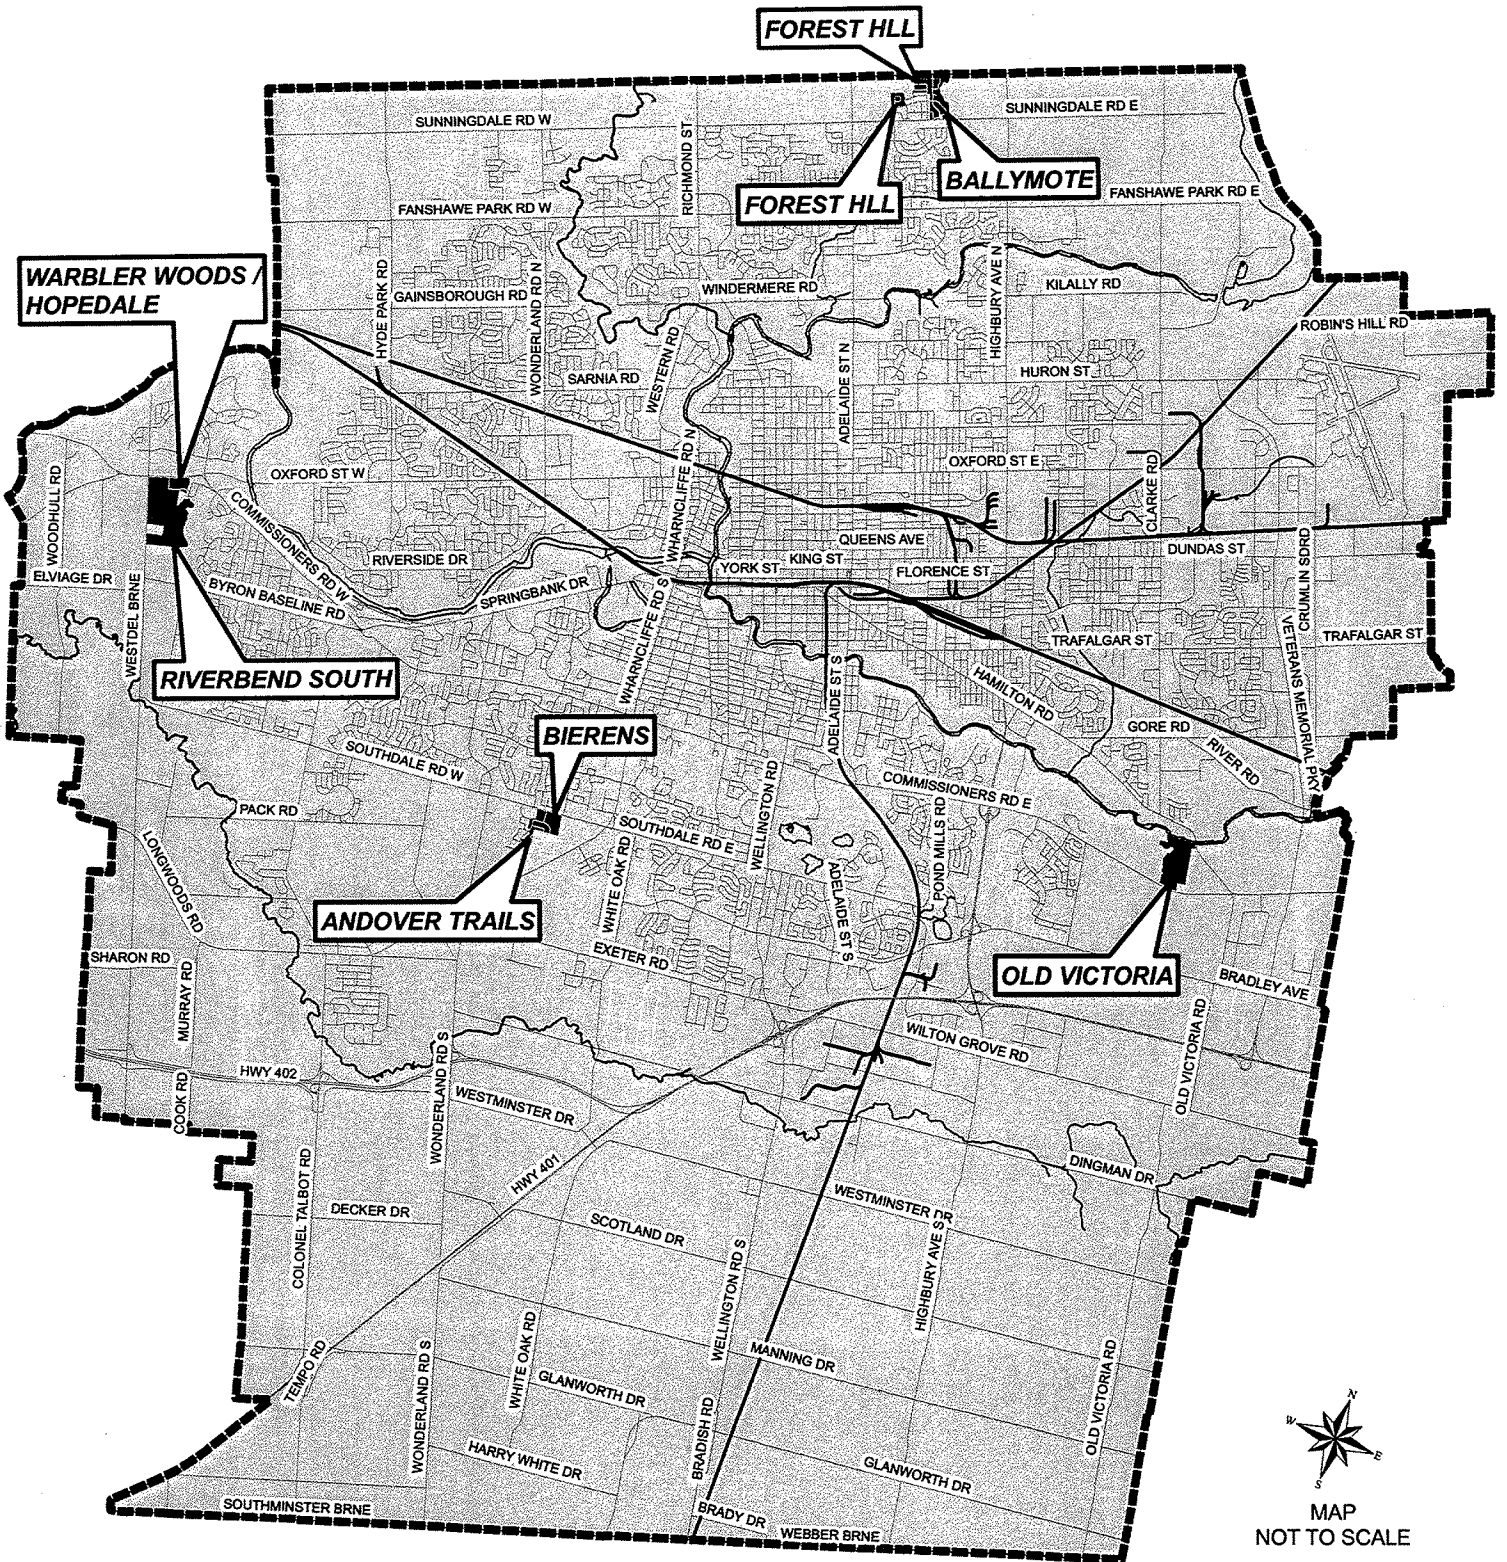 FOREST HLL
SUNNINGDALE RD E
SUNNINGDALE RD W
RICHMOND ST
BALLYMOTE
FOREST HLL
FANSHAWE PARK RD E
FANSHAWE PARK RD W
WARBLER WOODS /
HOPEDALE
HYDE PARK RD
GAINSBOROUGH RD
WONDERLAND RD N
WINDERMERE RD
HIGHBURY AVE N
KILALLY RD
ROBIN'S HILL RD
WESTERN RD
SARNIA RD
ADELAIDE ST N
HURON ST
WOODHULL RD
OXFORD ST W
WHARNCLIFFE RD N
OXFORD ST E
CLARKE RD
COMMISSIONERS RD W
QUEENS AVE
RIVERSIDE DR
KING ST
YORK ST
FLORENCE ST
DUNDAS ST
CRUMLIN SDRD
ELVIAGE DR
WESTDEL BRNE
BYRON BASELINE RD
SPRINGBANK DR
WHARNCLIFFE RD S
TRAFALGAR ST
TRAFALGAR ST
VETERANS MEMORIAL PKY
RIVERBEND SOUTH
ADELAIDE ST S
HAMILTON RD
GORE RD
RIVER RD
BIERENS
SOUTHDALE RD W
WELLINGTON RD
COMMISSIONERS RD E
PACK RD
SOUTHDALE RD E
POND MILLS RD
LONGWOODS RD
WHITE OAK RD
ADELAIDE ST S
ANDOVER TRAILS
SHARON RD
MURRAY RD
EXETER RD
OLD VICTORIA
BRADLEY AVE
OLD VICTORIA RD
WILTON GROVE RD
HWY 402
WONDERLAND RD S
COOK RD
WESTMINSTER DR
HWY 401
DINGMAN DR
COLONEL TALBOT RD
DECKER DR
WESTMINSTER DR
SCOTLAND DR
HIGHBURY AVE S
WELLINGTON RD S
TEMPO RD
WONDERLAND RD S
WHITE OAK RD
MANNING DR
OLD VICTORIA RD
GLANWORTH DR
BRADISH RD
HARRY WHITE DR
GLANWORTH DR
SOUTHMINSTER BRNE
BRADY DR
WEBBER BRNE
N
W
E
S
MAP
NOT TO SCALE